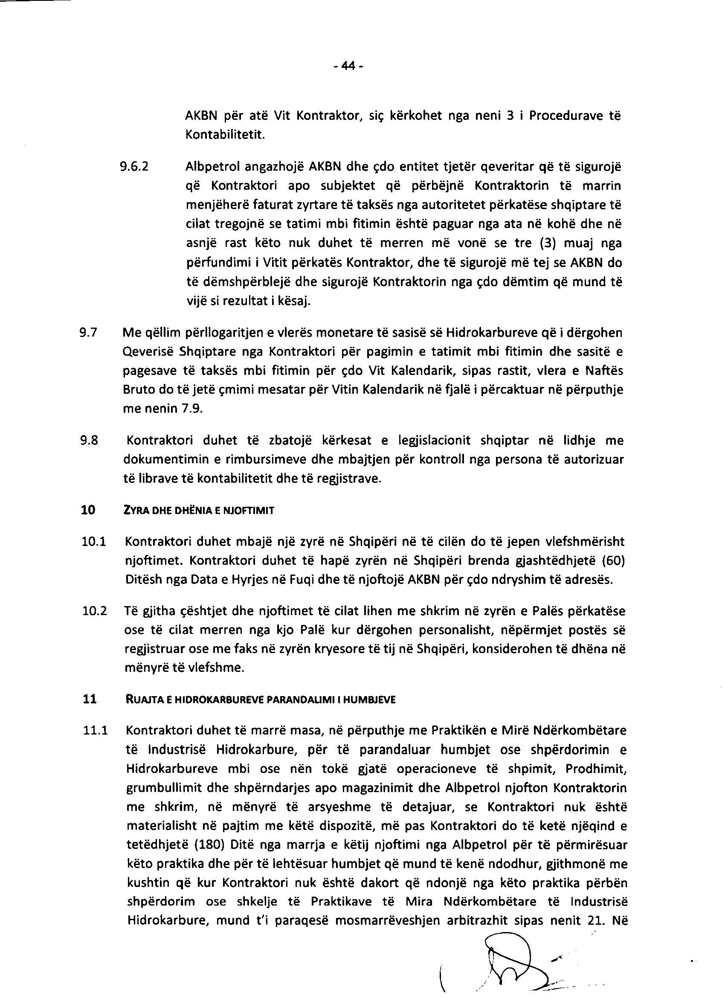 - 44 -
AKBN për atë Vit Kontraktor, siç kërkohet nga neni 3 i Procedurave të
Kontabilitetit.
9.6.2 Albpetrol angazhojë AKBN dhe çdo entitet tjetër qeveritar që të sigurojë
që Kontraktori apo subjektet që përbëjnë Kontraktorin të marrin
menjëherë faturat zyrtare të taksës nga autoritetet përkatëse shqiptare të
cilat tregojnë se tatimi mbi fitimin është paguar nga ata në kohë dhe në
asnjë rast këto nuk duhet të merren më vonë se tre (3) muaj nga
përfundimi i Vitit përkatës Kontraktor, dhe të sigurojë më tej se AKBN do
të dëmshpërblejë dhe sigurojë Kontraktorin nga çdo dëmtim që mund të
vijë si rezultat i kësaj.
9.7 Me qëllim përllogaritjen e vlerës monetare të sasisë së Hidrokarbureve që i dërgohen
Qeverisë Shqiptare nga Kontraktori për pagimin e tatimit mbi fitimin dhe sasitë e
pagesave të taksës mbi fitimin për çdo Vit Kalendarik, sipas rastit, vlera e Naftës
Bruto do të jetë çmimi mesatar për Vitin Kalendarik në fjalë i përcaktuar në përputhje
me nenin 7.9.
9.8 Kontraktori duhet të zbatojë kërkesat e legjislacionit shqiptar në lidhje me
dokumentimin e rimbursimeve dhe mbajtjen për kontroll nga persona të autorizuar
të librave të kontabilitetit dhe të regjistrave.
10 ZYRA DHE DHËNIA E NJOFTIMIT
10.1 Kontraktori duhet mbajë një zyrë në Shqipëri në të cilën do të jepen vlefshmërisht
njoftimet. Kontraktori duhet të hapë zyrën në Shqipëri brenda gjashtëdhjetë (60)
Ditësh nga Data e Hyrjes në Fuqi dhe të njoftojë AKBN për çdo ndryshim të adresës.
10.2 Të gjitha çështjet dhe njoftimet të cilat lihen me shkrim në zyrën e Palës përkatëse
ose të cilat merren nga kjo Palë kur dërgohen personalisht, nëpërmjet postës së
regjistruar ose me faks në zyrën kryesore të tij në Shqipëri, konsiderohen të dhëna në
mënyrë të vlefshme.
11 RUAJTA E HIDROKARBUREVE PARANDALIMI I HUMBJEVE
11.1 Kontraktori duhet të marrë masa, në përputhje me Praktikën e Mirë Ndërkombëtare
të Industrisë Hidrokarbure, për të parandaluar humbjet ose shpërdorimin e
Hidrokarbureve mbi ose nën tokë gjatë operacioneve të shpimit, Prodhimit,
grumbullimit dhe shpërndarjes apo magazinimit dhe Albpetrol njofton Kontraktorin
me shkrim, në mënyrë të arsyeshme të detajuar, se Kontraktori nuk është
materialisht në pajtim me këtë dispozitë, më pas Kontraktori do të ketë njëqind e
tetëdhjetë (180) Ditë nga marrja e këtij njoftimi nga Albpetrol për të përmirësuar
këto praktika dhe për të lehtësuar humbjet që mund të kenë ndodhur, gjithmonë me
kushtin që kur Kontraktori nuk është dakort që ndonjë nga këto praktika përbën
shpërdorim ose shkelje të Praktikave të Mira Ndërkombëtare të Industrisë
Hidrokarbure, mund t'i paraqesë mosmarrëveshjen arbitrazhit sipas nenit 21. Në